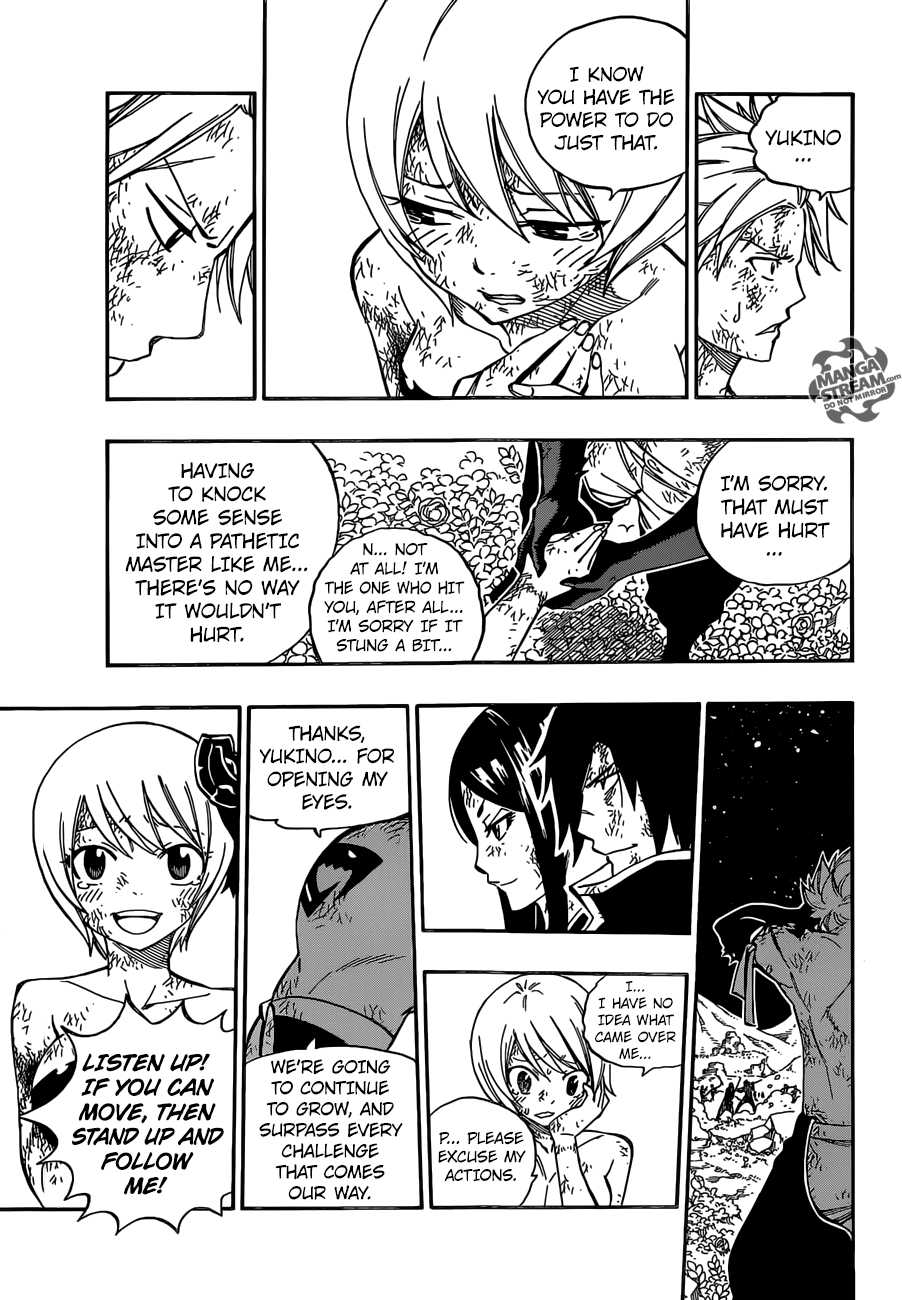 YUKINO
...
I KNOW
YOU HAVE THE
POWER TO DO
JUST THAT.
MANGA
STREAM.com
DO NOT MIRROR
I'M SORRY.
THAT MUST
HAVE HURT
...
N... NOT
AT ALL! I'M
THE ONE WHO HIT
YOU, AFTER ALL...
I'M SORRY IF IT
STUNG A BIT...
HAVING
TO KNOCK
SOME SENSE
INTO A PATHETIC
MASTER LIKE ME...
THERE'S NO WAY
IT WOULDN'T
HURT.
I...
I HAVE NO
IDEA WHAT
CAME OVER
ME...
P... PLEASE
EXCUSE MY
ACTIONS.
THANKS,
YUKINO... FOR
OPENING MY
EYES.
WE'RE GOING
TO CONTINUE
TO GROW, AND
SURPASS EVERY
CHALLENGE
THAT COMES
OUR WAY.
LISTEN UP!
IF YOU CAN
MOVE, THEN
STAND UP AND
FOLLOW
ME!